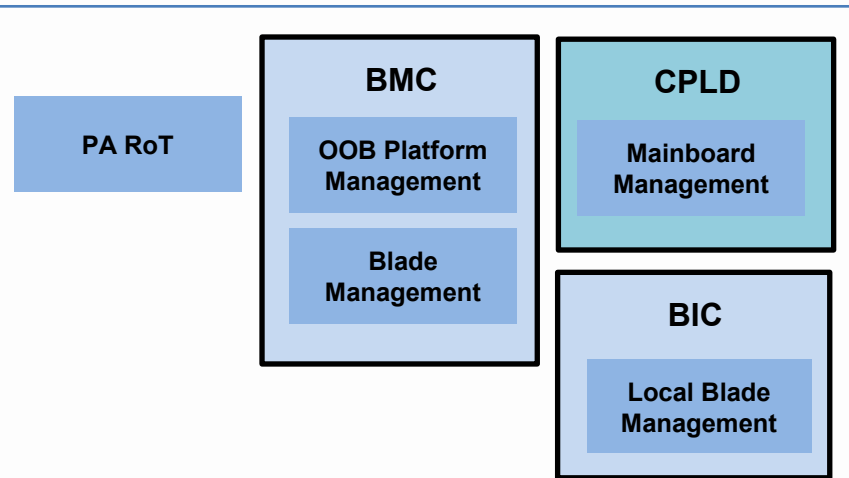 PA RoT
BMC
OOB Platform
Management
Blade
Management
CPLD
Mainboard
Management
BIC
Local Blade
Management